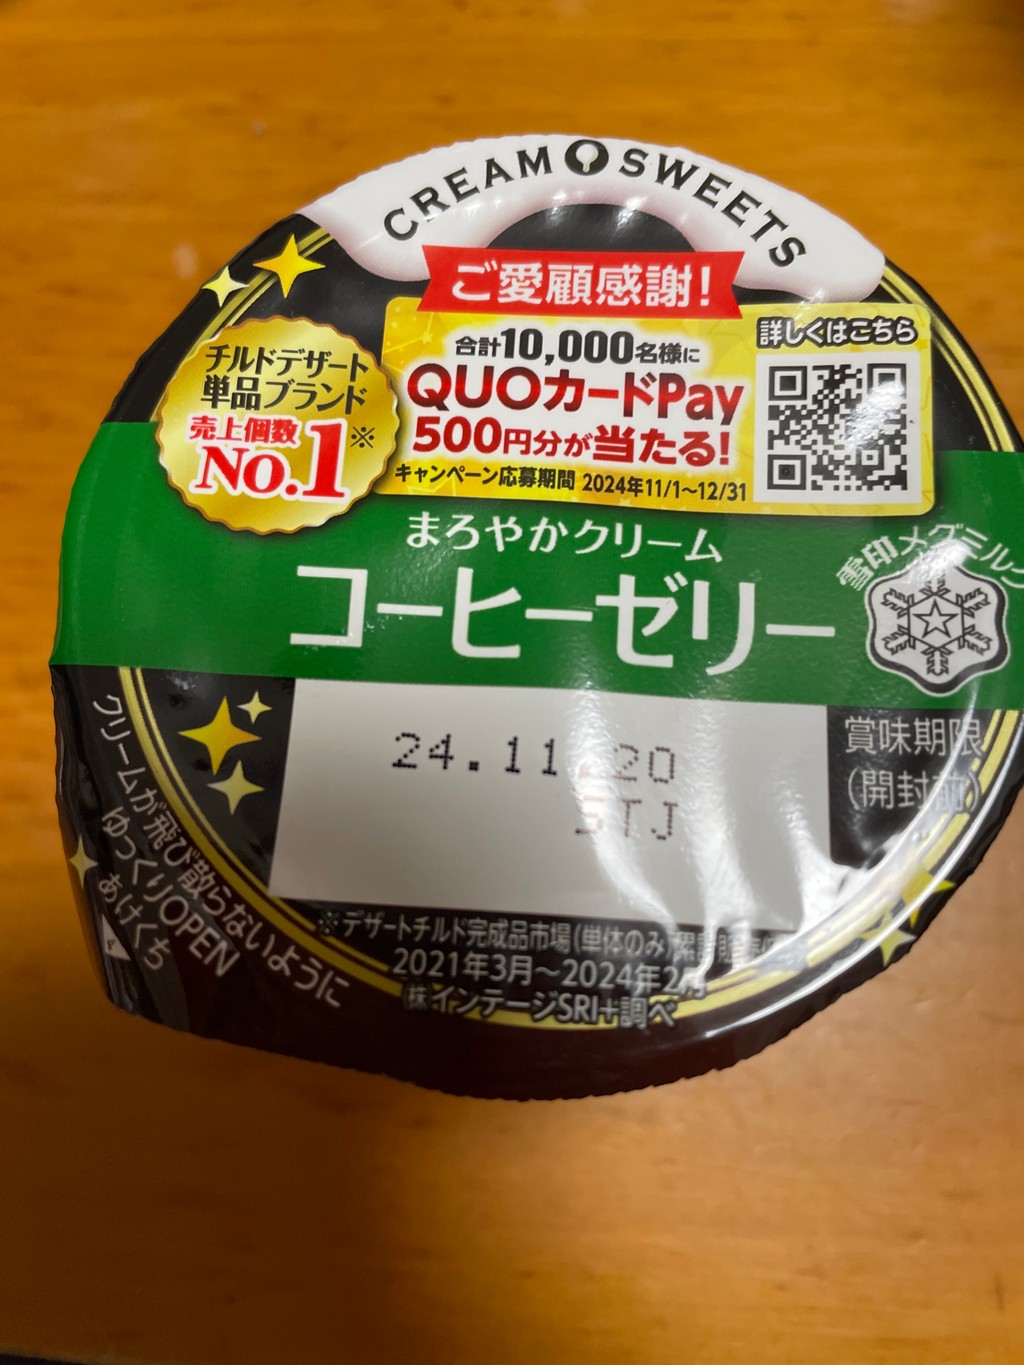 CREAM SWEETS
ご愛顧感謝!
合計10,000名様に
QUOカードPay
500円分が当たる!
キャンペーン応募期間 2024年11/1~12/31
詳しくはこちら
チルドデザート
単品ブランド
売上個数
No.1※
まろやかクリーム
コーヒーゼリー
雪印メグミルク
24.11.20
STJ
賞味期限
(開封前)
クリームが飛び散らないように
ゆっくりOPEN
あけくち
※デザートチルド完成品市場(単体のみ)累計販売
2021年3月~2024年2月
(株)インテージSRI+調べ